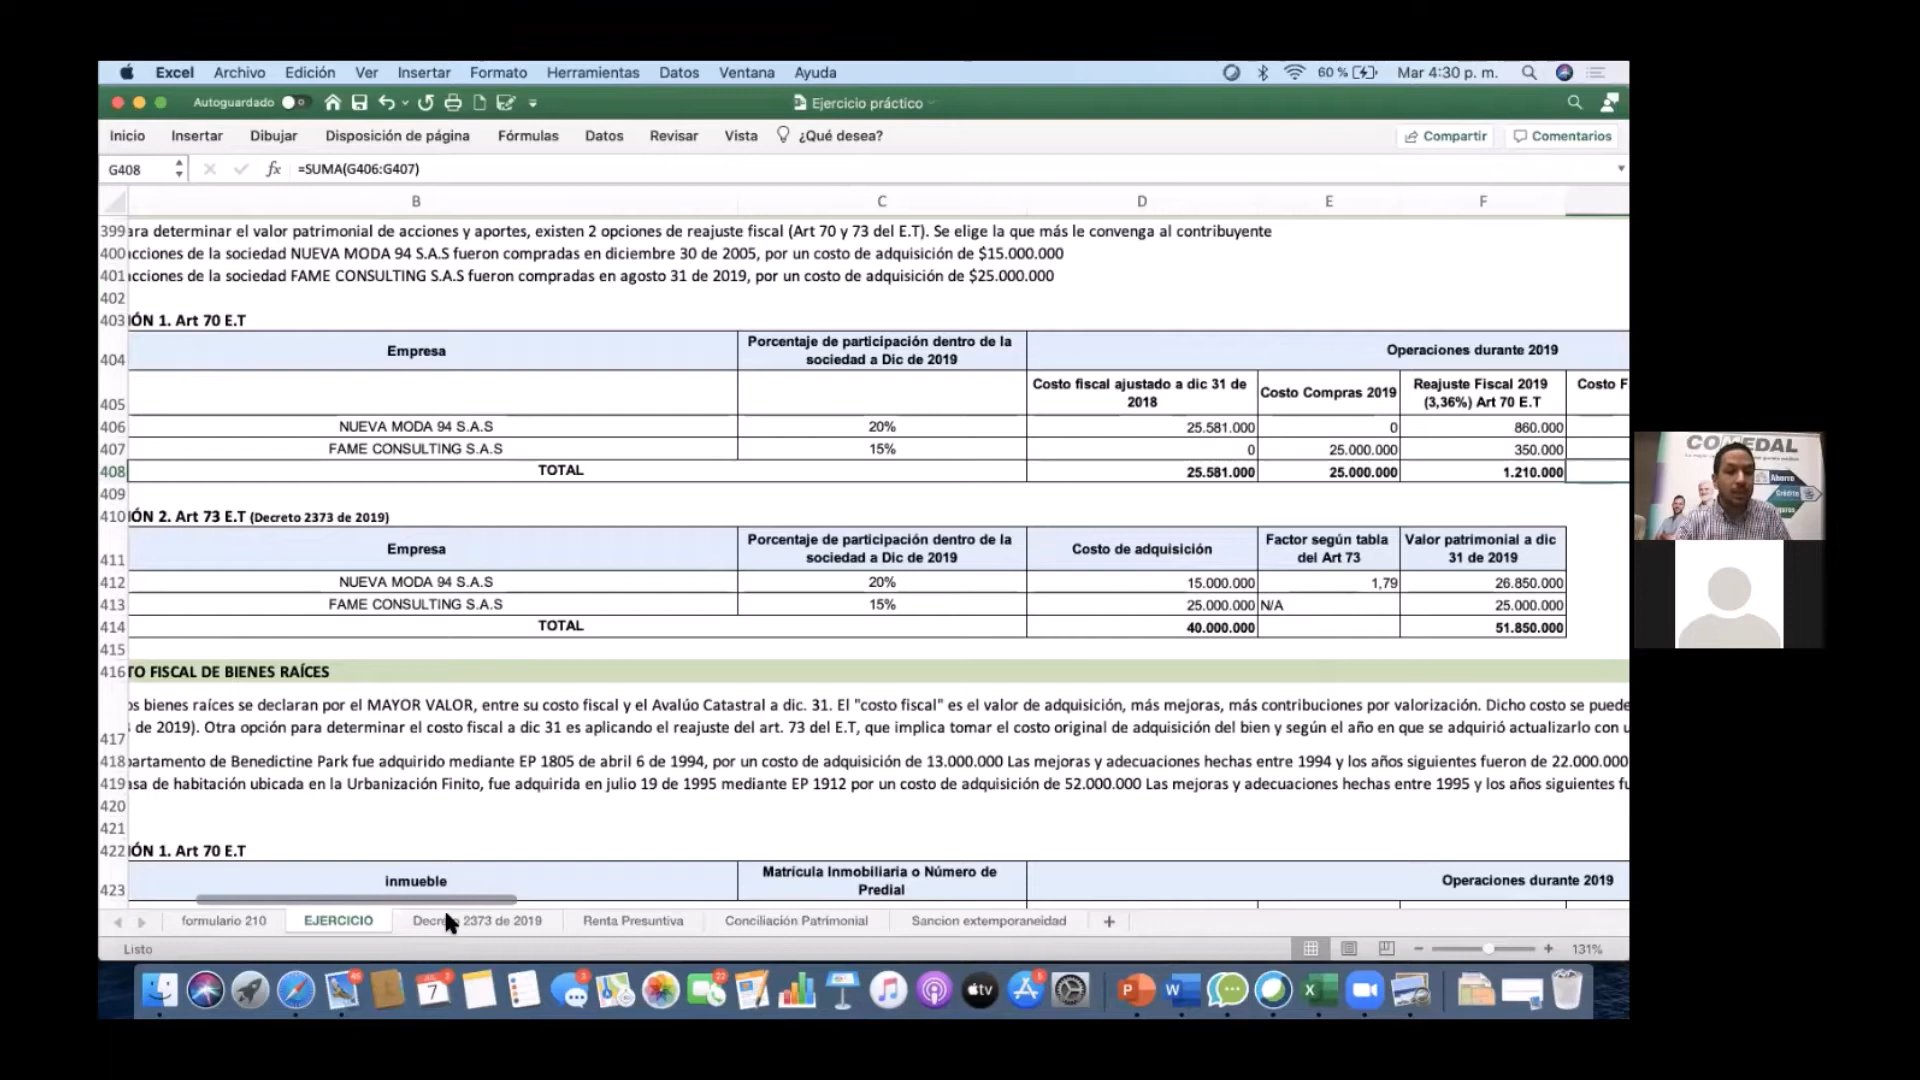 Excel Archivo Edición Ver Insertar Formato Herramientas Datos Ventana Ayuda 60 % Mar 4:30 p. m.
Autoguardado Ejercicio práctico
Inicio Insertar Dibujar Disposición de página Fórmulas Datos Revisar Vista ¿Qué desea? Compartir Comentarios
G408 fx =SUMA(G406:G407)
B C D E F
399 ara determinar el valor patrimonial de acciones y aportes, existen 2 opciones de reajuste fiscal (Art 70 y 73 del E.T). Se elige la que más le convenga al contribuyente
400 acciones de la sociedad NUEVA MODA 94 S.A.S fueron compradas en diciembre 30 de 2005, por un costo de adquisición de $15.000.000
401 acciones de la sociedad FAME CONSULTING S.A.S fueron compradas en agosto 31 de 2019, por un costo de adquisición de $25.000.000
402
403 IÓN 1. Art 70 E.T
404 Empresa Porcentaje de participación dentro de la sociedad a Dic de 2019 Operaciones durante 2019
405 Costo fiscal ajustado a dic 31 de 2018 Costo Compras 2019 Reajuste Fiscal 2019 (3,36%) Art 70 E.T Costo F
406 NUEVA MODA 94 S.A.S 20% 25.581.000 0 860.000
407 FAME CONSULTING S.A.S 15% 0 25.000.000 350.000
408 TOTAL 25.581.000 25.000.000 1.210.000
409
410 IÓN 2. Art 73 E.T (Decreto 2373 de 2019)
411 Empresa Porcentaje de participación dentro de la sociedad a Dic de 2019 Costo de adquisición Factor según tabla del Art 73 Valor patrimonial a dic 31 de 2019
412 NUEVA MODA 94 S.A.S 20% 15.000.000 1,79 26.850.000
413 FAME CONSULTING S.A.S 15% 25.000.000 N/A 25.000.000
414 TOTAL 40.000.000 51.850.000
415
416 TO FISCAL DE BIENES RAÍCES
os bienes raíces se declaran por el MAYOR VALOR, entre su costo fiscal y el Avalúo Catastral a dic. 31. El "costo fiscal" es el valor de adquisición, más mejoras, más contribuciones por valorización. Dicho costo se puede
de 2019). Otra opción para determinar el costo fiscal a dic 31 es aplicando el reajuste del art. 73 del E.T, que implica tomar el costo original de adquisición del bien y según el año en que se adquirió actualizarlo con u
417
418 partamento de Benedictine Park fue adquirido mediante EP 1805 de abril 6 de 1994, por un costo de adquisición de 13.000.000 Las mejoras y adecuaciones hechas entre 1994 y los años siguientes fueron de 22.000.000
419 asa de habitación ubicada en la Urbanización Finito, fue adquirida en julio 19 de 1995 mediante EP 1912 por un costo de adquisición de 52.000.000 Las mejoras y adecuaciones hechas entre 1995 y los años siguientes fu
420
421
422 IÓN 1. Art 70 E.T
423 inmueble Matrícula Inmobiliaria o Número de Predial Operaciones durante 2019
formulario 210 EJERCICIO Decreto 2373 de 2019 Renta Presuntiva Conciliación Patrimonial Sancion extemporaneidad +
Listo 131%
COMEDAL
Ahorro
Crédito
tv